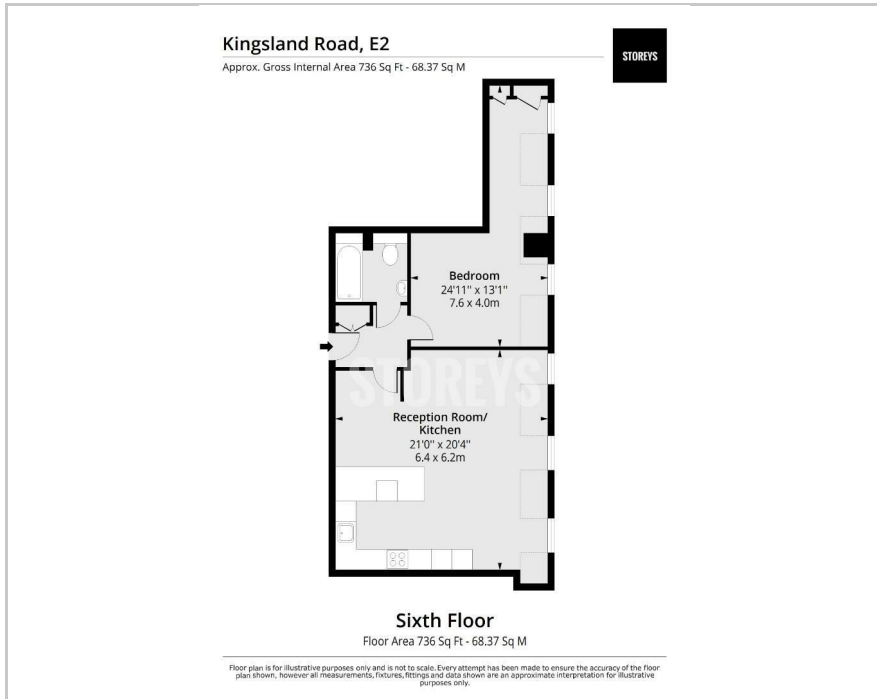 Kingsland Road, E2
Approx. Gross Internal Area 736 Sq Ft - 68.37 Sq M
STOREYS
Bedroom
24'11'' x 13'1''
7.6 x 4.0m
STOREYS
Reception Room/
Kitchen
21'0'' x 20'4''
6.4 x 6.2m
Sixth Floor
Floor Area 736 Sq Ft - 68.37 Sq M
Floor plan is for illustrative purposes only and is not to scale. Every attempt has been made to ensure the accuracy of the floor
plan shown, however all measurements, fixtures, fittings and data shown are an approximate interpretation for illustrative
purposes only.